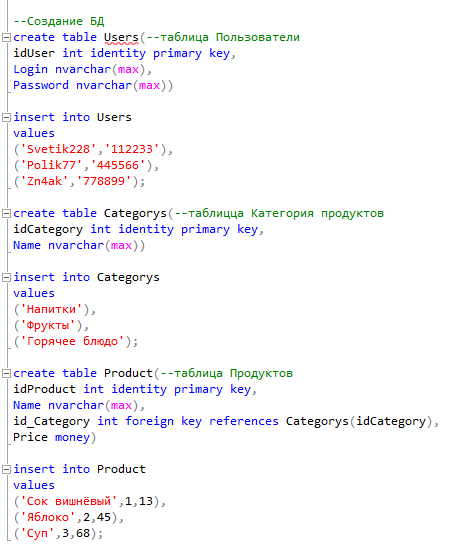 --Создание БД
create table Users(--таблица Пользователи
idUser int identity primary key,
Login nvarchar(max),
Password nvarchar(max))
insert into Users
values
('Svetik228','112233'),
('Polik77','445566'),
('Zn4ak','778899');
create table Categorys(--таблицца Категория продуктов
idCategory int identity primary key,
Name nvarchar(max))
insert into Categorys
values
('Напитки'),
('Фрукты'),
('Горячее блюдо');
create table Product(--таблица Продуктов
idProduct int identity primary key,
Name nvarchar(max),
id_Category int foreign key references Categorys(idCategory),
Price money)
insert into Product
values
('Сок вишнёвый',1,13),
('Яблоко',2,45),
('Суп',3,68);